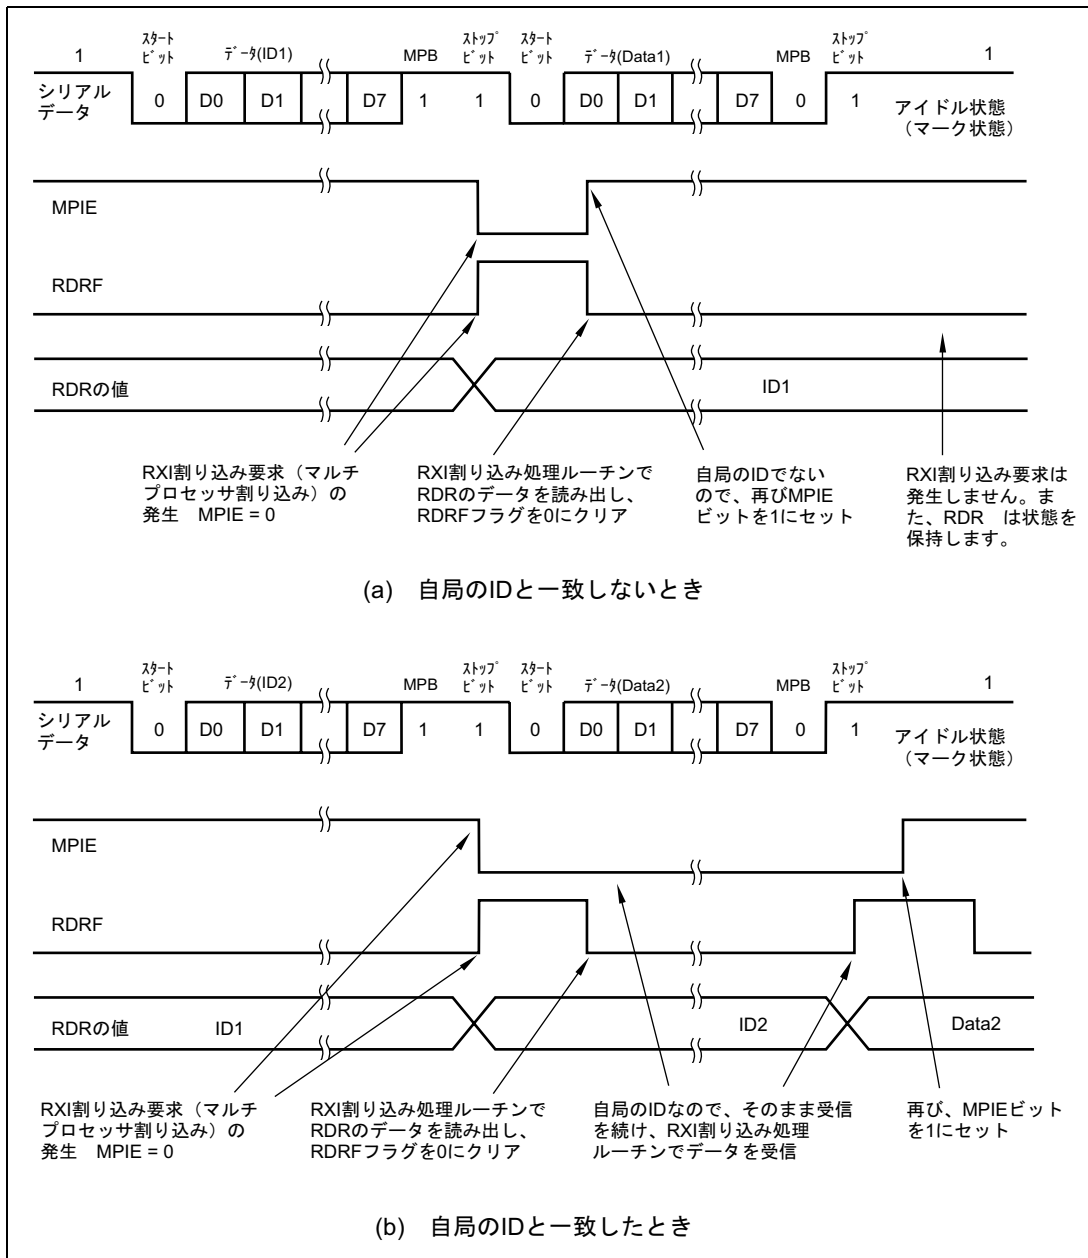 ｽﾀｰﾄ ｽﾄｯﾌﾟ ｽﾀｰﾄ ｽﾄｯﾌﾟ
1 ﾋﾞｯﾄ ﾃﾞｰﾀ(ID1) MPB ﾋﾞｯﾄ ﾋﾞｯﾄ ﾃﾞｰﾀ(Data1) MPB ﾋﾞｯﾄ 1
シリアル
データ
0 D0 D1 D7 1 1 0 D0 D1 D7 0 1
アイドル状態
（マーク状態）
MPIE
RDRF
RDRの値 ID1
RXI割り込み要求（マルチ
プロセッサ割り込み）の
発生 MPIE = 0
RXI割り込み処理ルーチンで
RDRのデータを読み出し、
RDRFフラグを0にクリア
自局のIDでない
ので、再びMPIE
ビットを1にセット
RXI割り込み要求は
発生しません。ま
た、RDR　は状態を
保持します。
(a)　自局のIDと一致しないとき
ｽﾀｰﾄ ｽﾄｯﾌﾟ ｽﾀｰﾄ ｽﾄｯﾌﾟ
1 ﾋﾞｯﾄ ﾃﾞｰﾀ(ID2) MPB ﾋﾞｯﾄ ﾋﾞｯﾄ ﾃﾞｰﾀ(Data2) MPB ﾋﾞｯﾄ 1
シリアル
データ
0 D0 D1 D7 1 1 0 D0 D1 D7 0 1
アイドル状態
（マーク状態）
MPIE
RDRF
RDRの値 ID1 ID2 Data2
RXI割り込み要求（マルチ
プロセッサ割り込み）の
発生 MPIE = 0
RXI割り込み処理ルーチンで
RDRのデータを読み出し、
RDRFフラグを0にクリア
自局のIDなので、そのまま受信
を続け、RXI割り込み処理
ルーチンでデータを受信
再び、MPIEビット
を1にセット
(b)　自局のIDと一致したとき